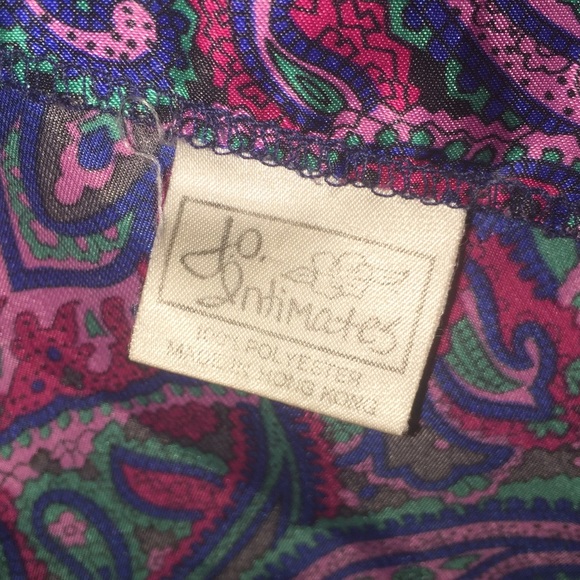 Jo.
Intimates
100% POLYESTER
MADE IN HONG KONG